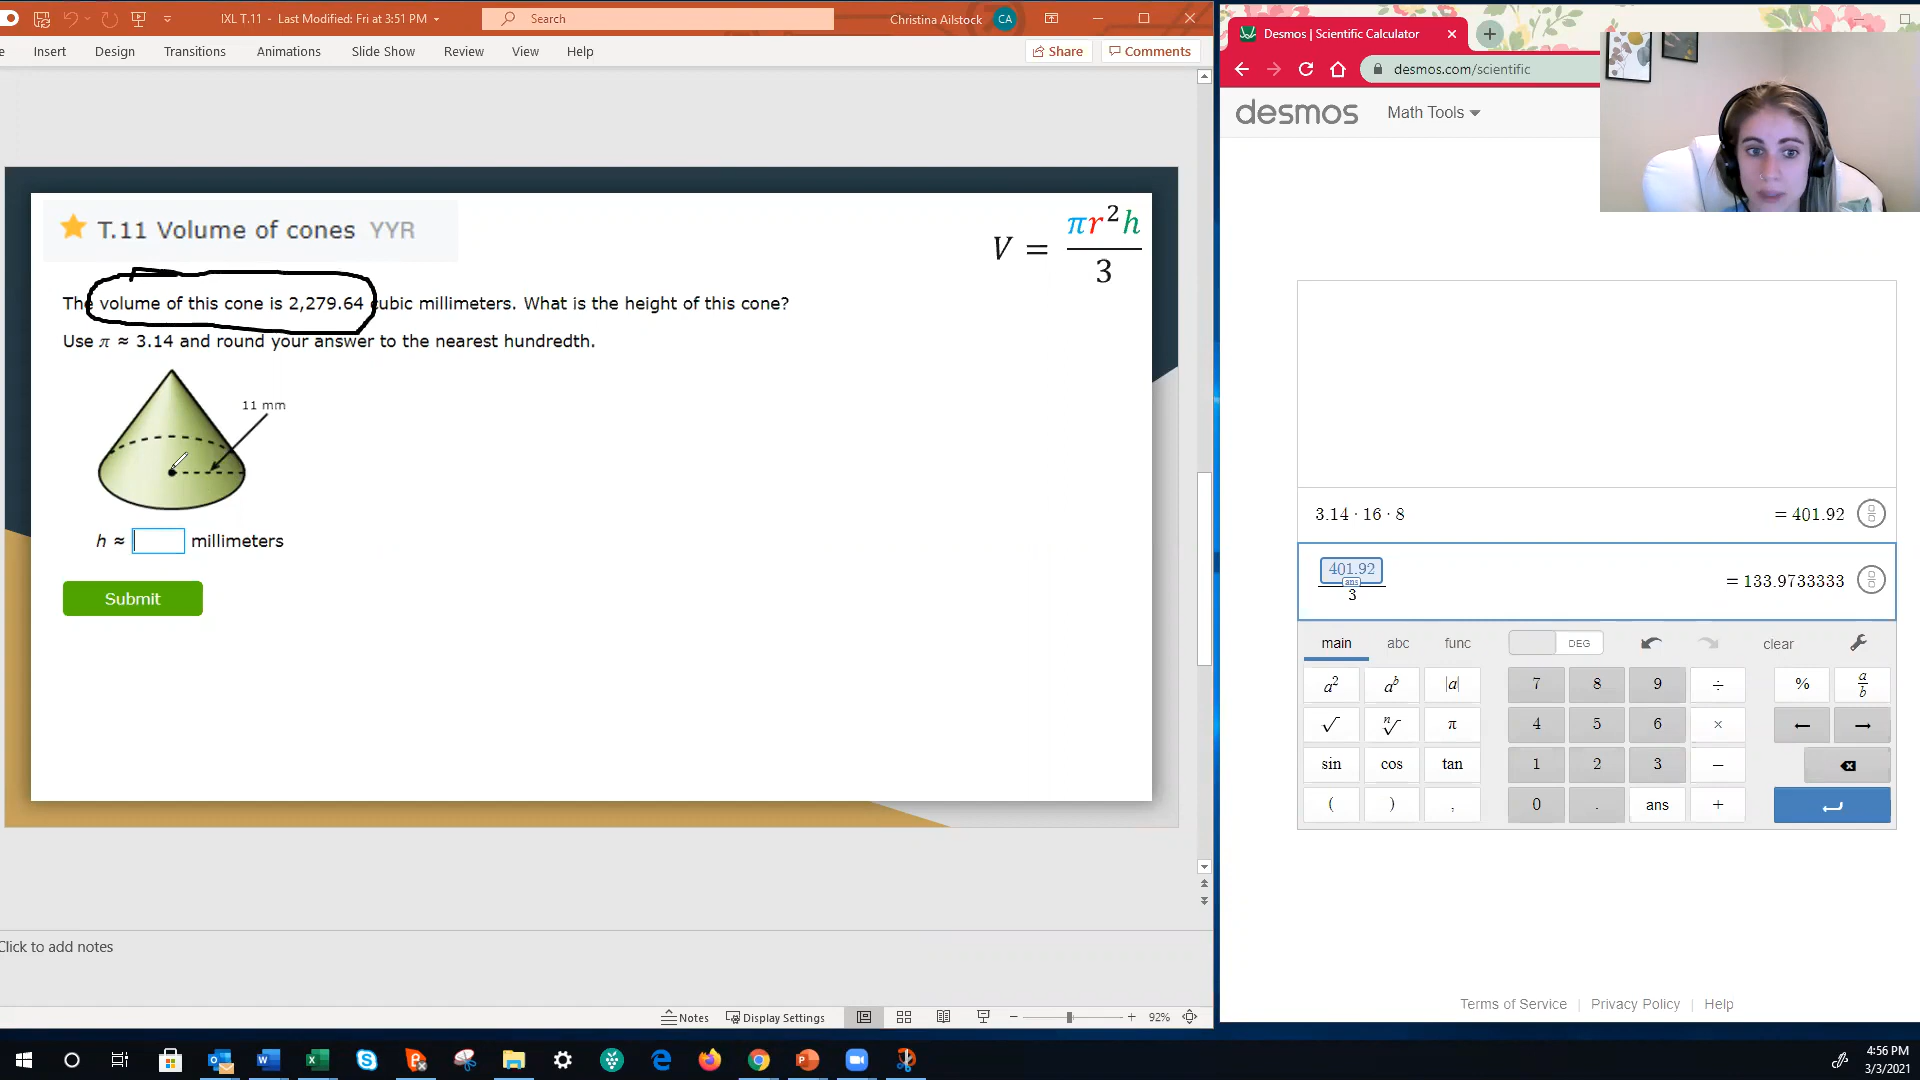 IXL T.11 - Last Modified: Fri at 3:51 PM
Search
Christina Ailstock CA
Insert Design Transitions Animations Slide Show Review View Help
Share Comments
T.11 Volume of cones YYR
V = πr²h / 3
The volume of this cone is 2,279.64 cubic millimeters. What is the height of this cone?
Use π ≈ 3.14 and round your answer to the nearest hundredth.
11 mm
h ≈ millimeters
Submit
Click to add notes
Notes Display Settings 92%
Desmos | Scientific Calculator
desmos.com/scientific
desmos Math Tools
3.14 · 16 · 8 = 401.92
401.92 ans / 3 = 133.9733333
main abc func DEG clear
a² aᵇ |a| 7 8 9 ÷ % a/b
√ ⁿ√ π 4 5 6 × ← →
sin cos tan 1 2 3 −
( ) , 0 . ans +
Terms of Service | Privacy Policy | Help
4:56 PM
3/3/2021